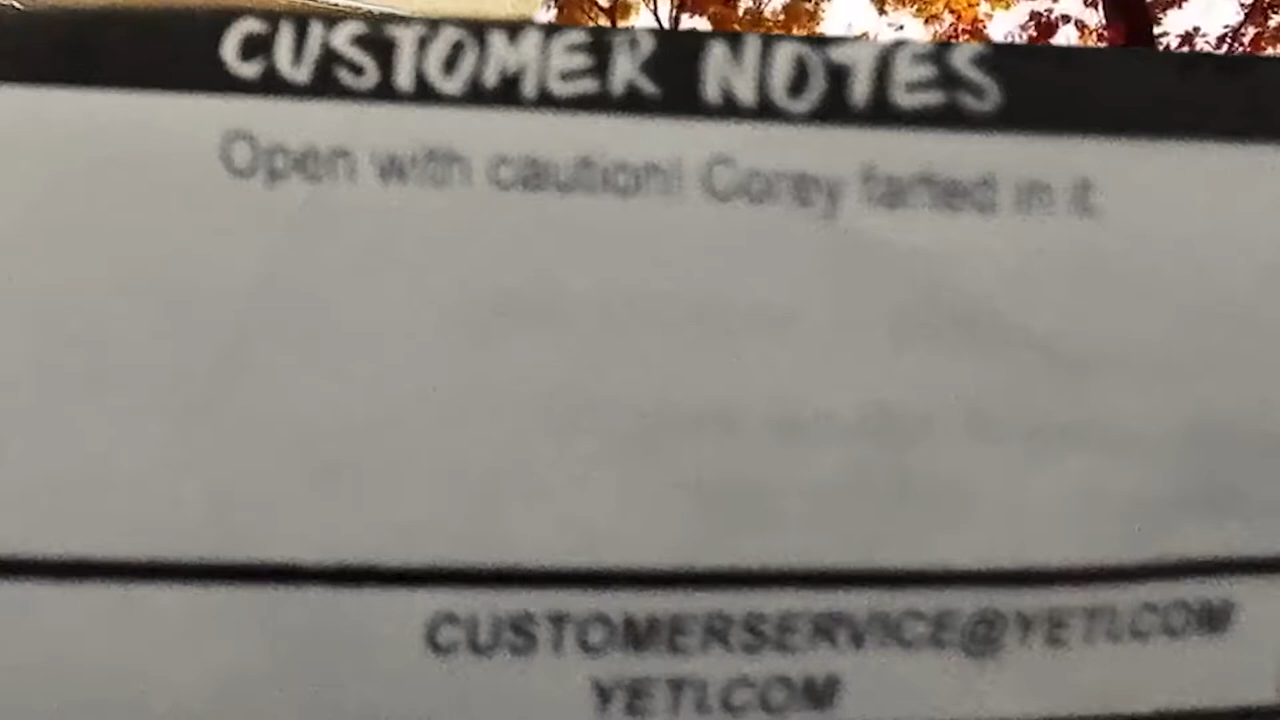 CUSTOMER NOTES
Open with caution! Corey farted in it.
CUSTOMERSERVICE@YETI.COM
YETI.COM